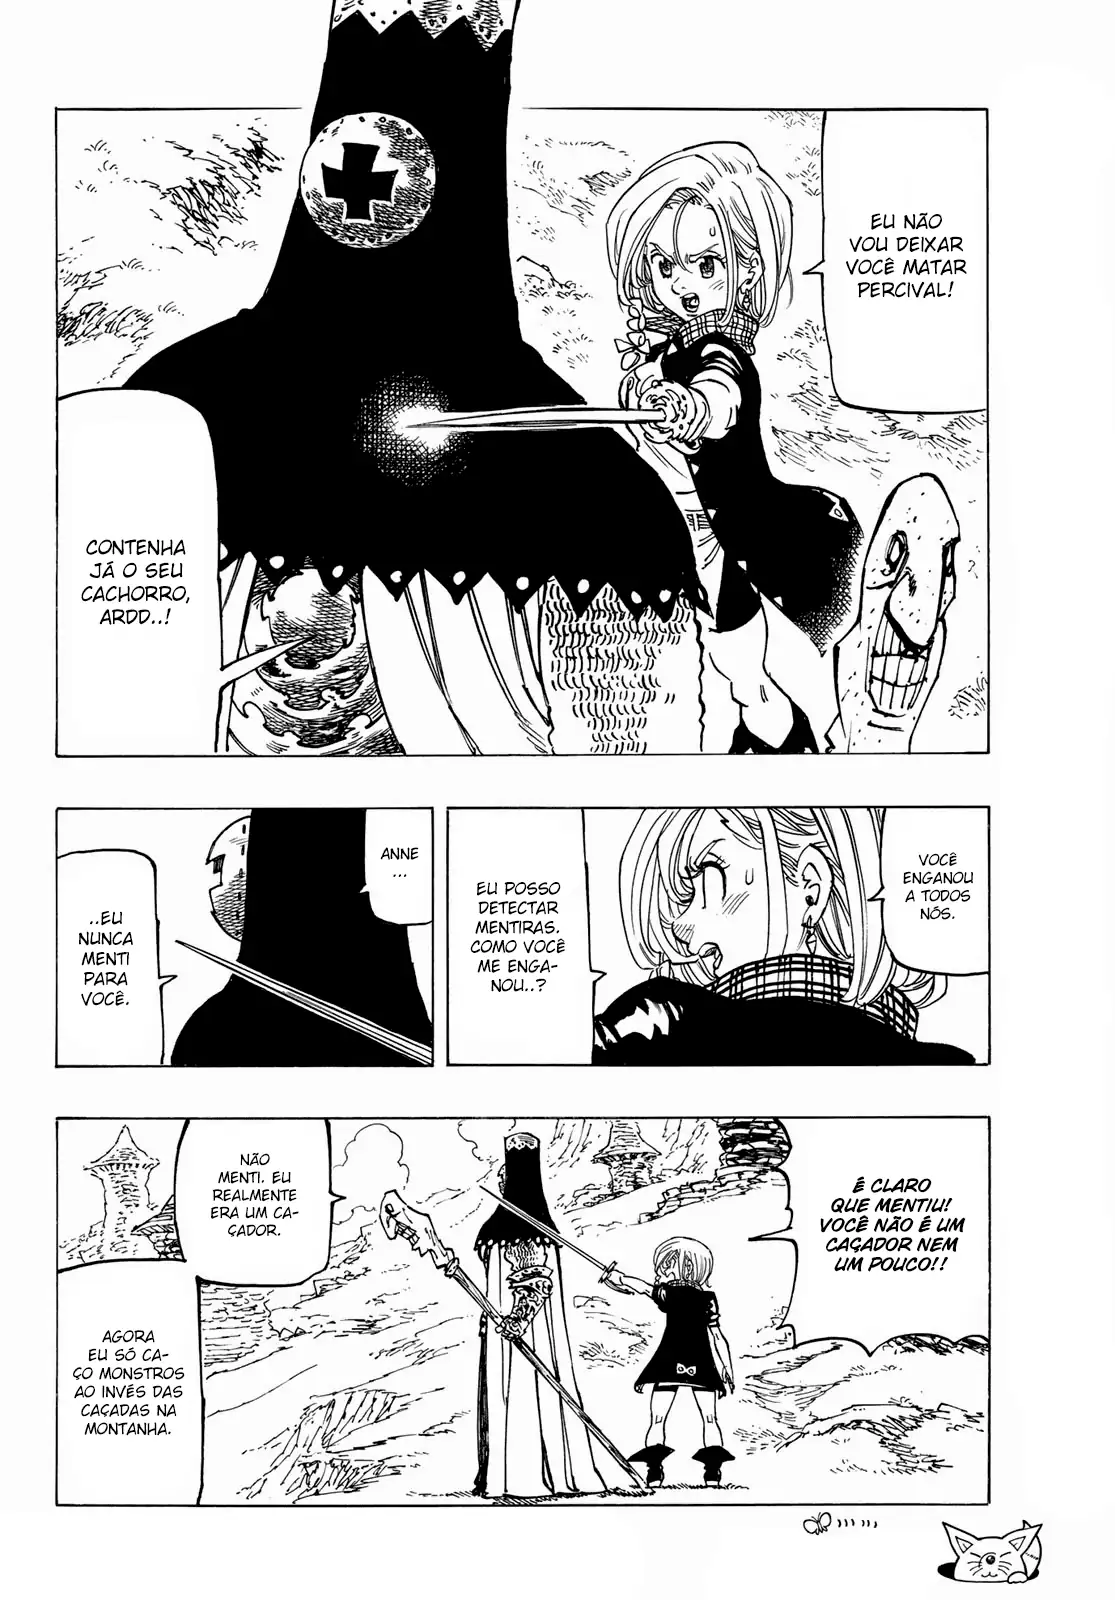 EU NÃO
VOU DEIXAR
VOCÊ MATAR
PERCIVAL!
CONTENHA
JÁ O SEU
CACHORRO,
ARDD..!
VOCÊ
ENGANOU
A TODOS
NÓS.
EU POSSO
DETECTAR
MENTIRAS.
COMO VOCÊ
ME ENGA-
NOU..?
ANNE
...
..EU
NUNCA
MENTI
PARA
VOCÊ.
É CLARO
QUE MENTIU!
VOCÊ NÃO É UM
CAÇADOR NEM
UM POUCO!!
NÃO
MENTI. EU
REALMENTE
ERA UM CA-
ÇADOR.
AGORA
EU SÓ CA-
ÇO MONSTROS
AO INVÉS DAS
CAÇADAS NA
MONTANHA.